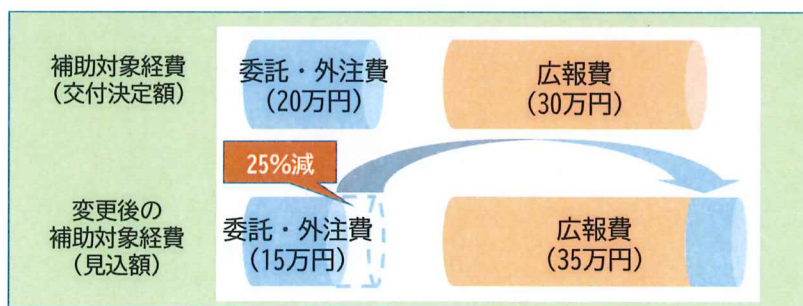 補助対象経費
（交付決定額）
委託・外注費
（20万円）
広報費
（30万円）
25%減
変更後の
補助対象経費
（見込額）
委託・外注費
（15万円）
広報費
（35万円）